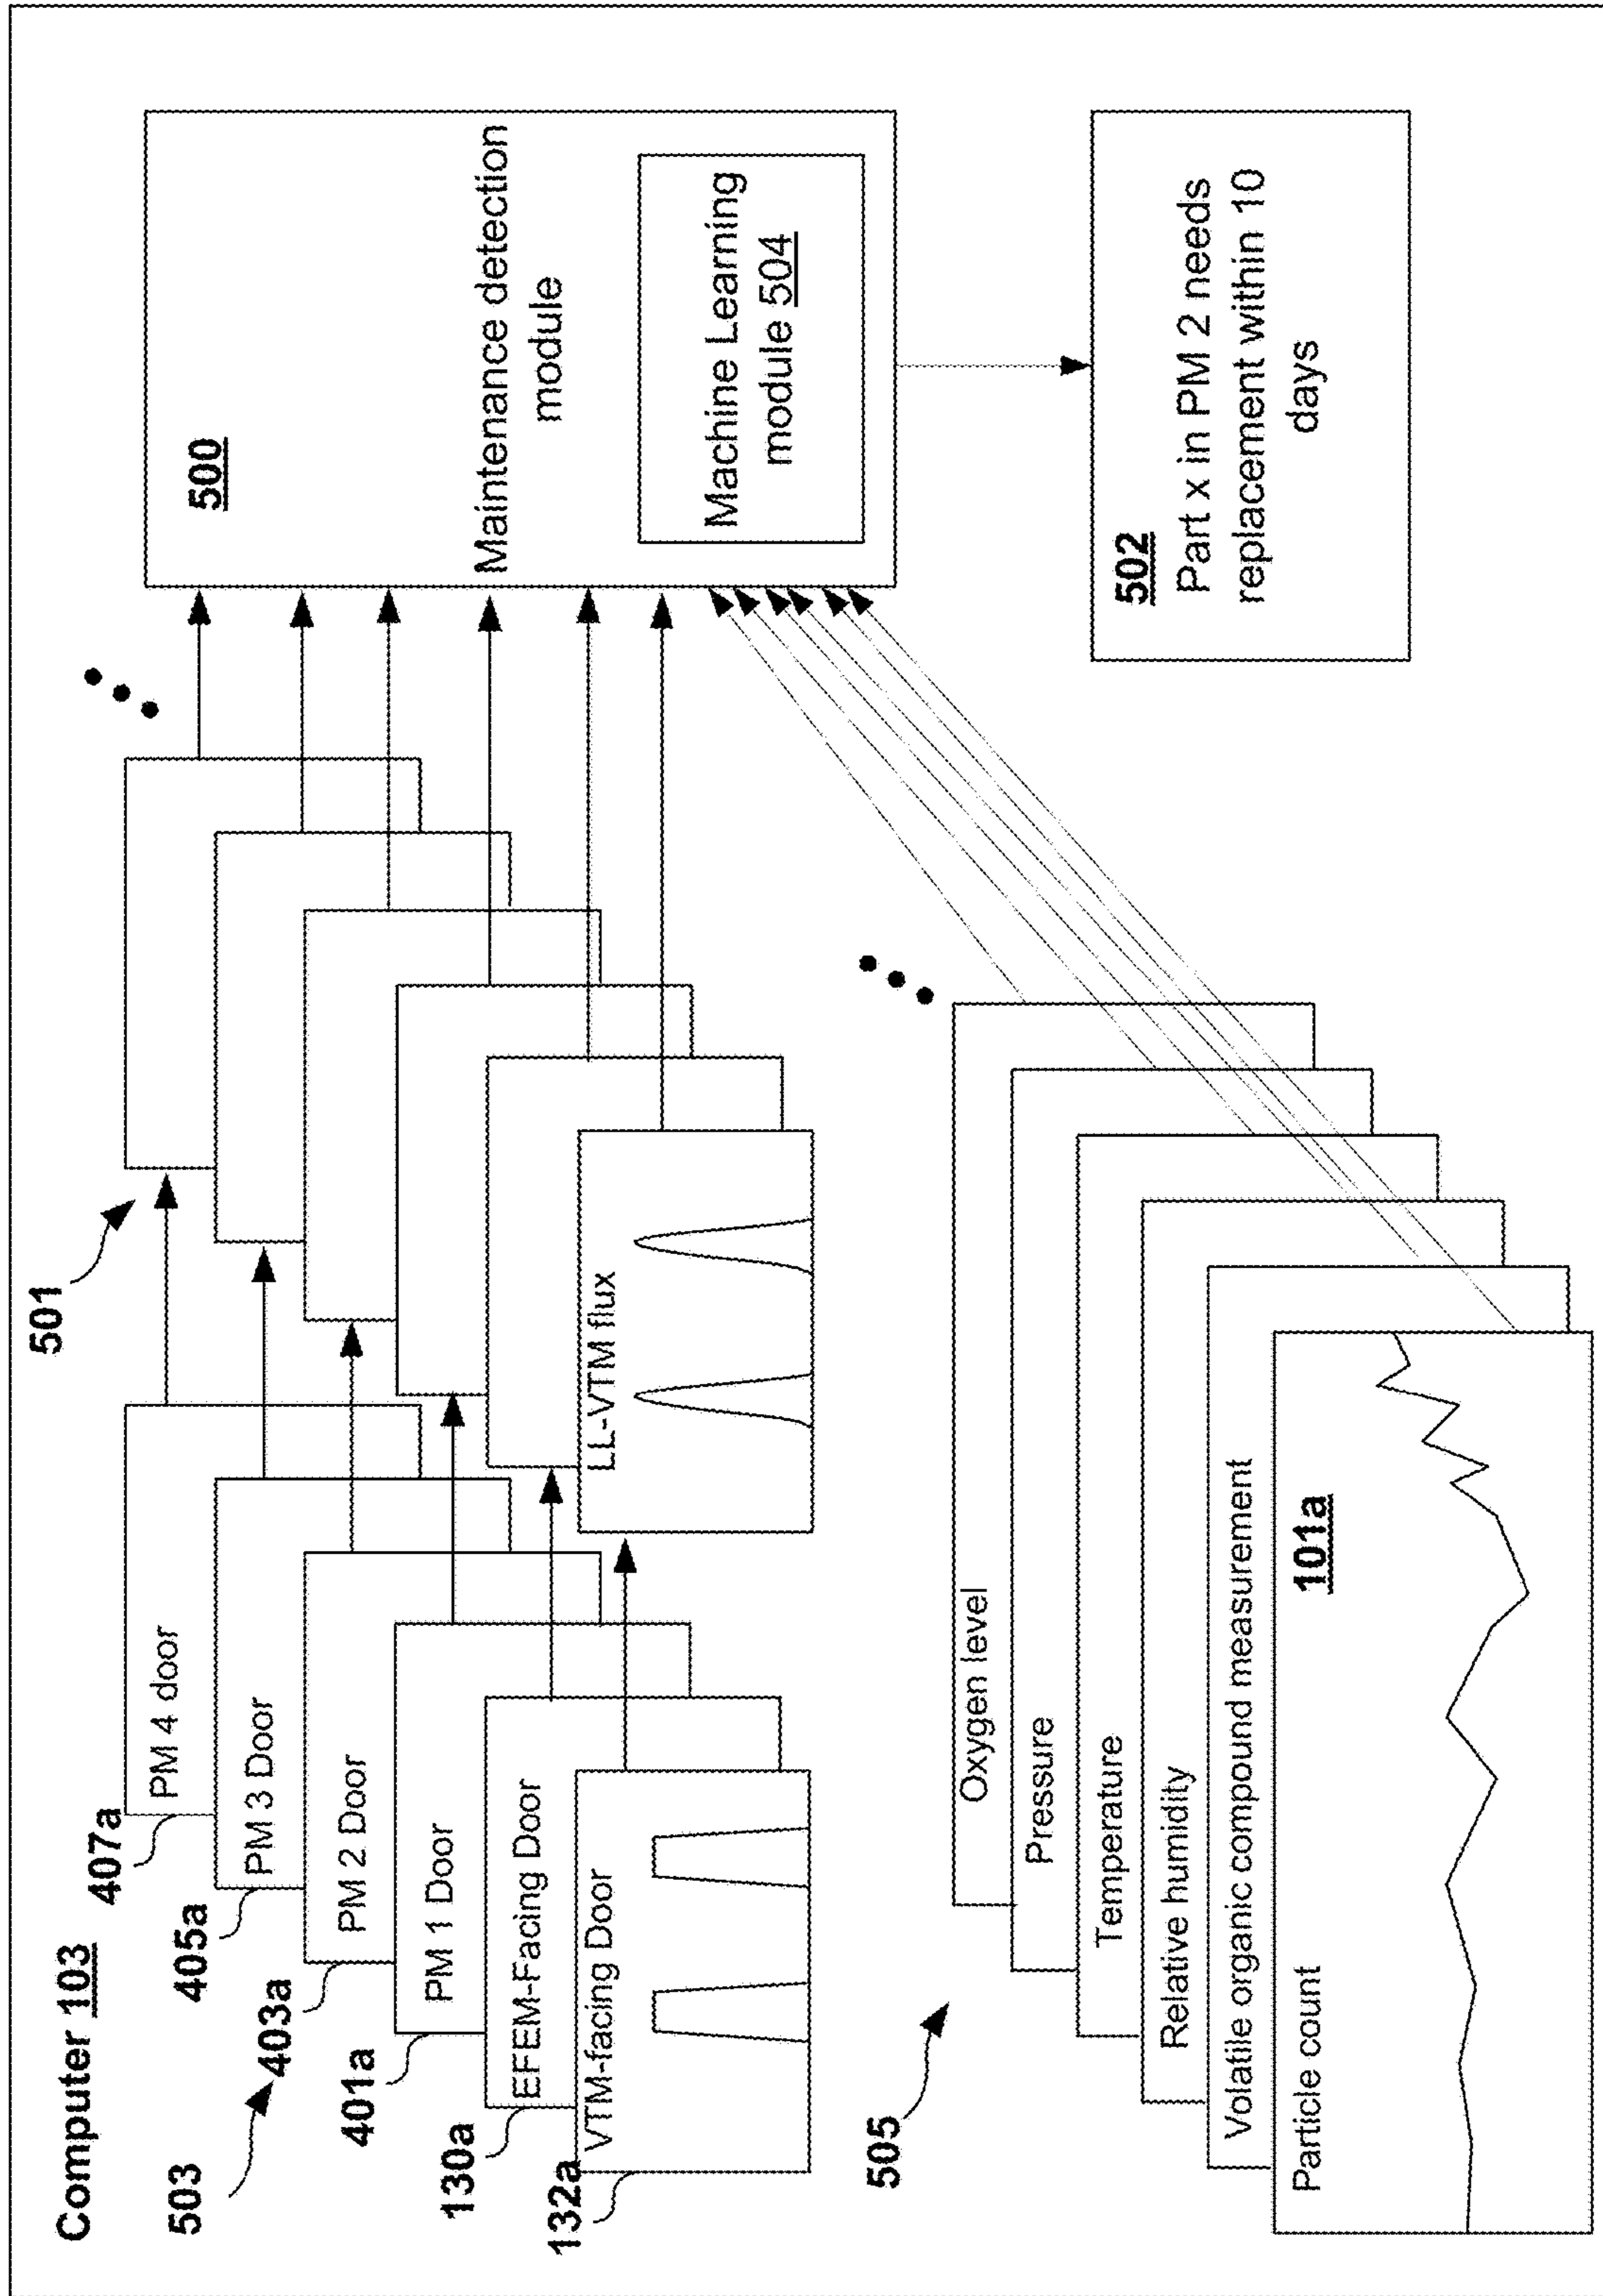 Computer 103
503
501
407a
PM 4 door
405a
PM 3 Door
403a
PM 2 Door
401a
PM 1 Door
130a
EFEM-Facing Door
132a
VTM-facing Door
LL-VTM flux
500
Maintenance detection
module
Machine Learning
module 504
505
Oxygen level
Pressure
Temperature
Relative humidity
Volatile organic compound measurement
Particle count
101a
502
Part x in PM 2 needs
replacement within 10
days